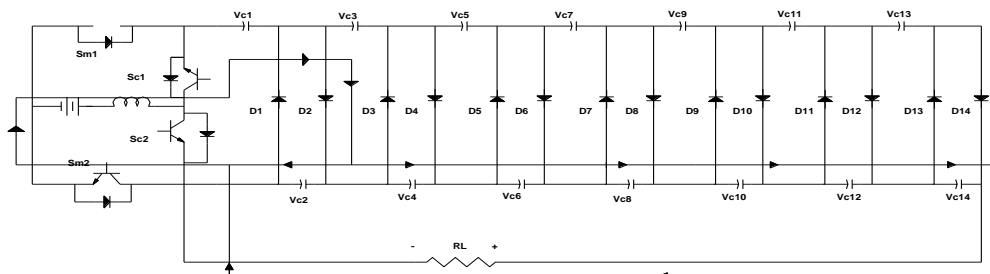 Vc1 Vc3 Vc5 Vc7 Vc9 Vc11 Vc13
Sm1
Sc1
D1 D2 D3 D4 D5 D6 D7 D8 D9 D10 D11 D12 D13 D14
Sc2
Sm2
Vc2 Vc4 Vc6 Vc8 Vc10 Vc12 Vc14
- RL +